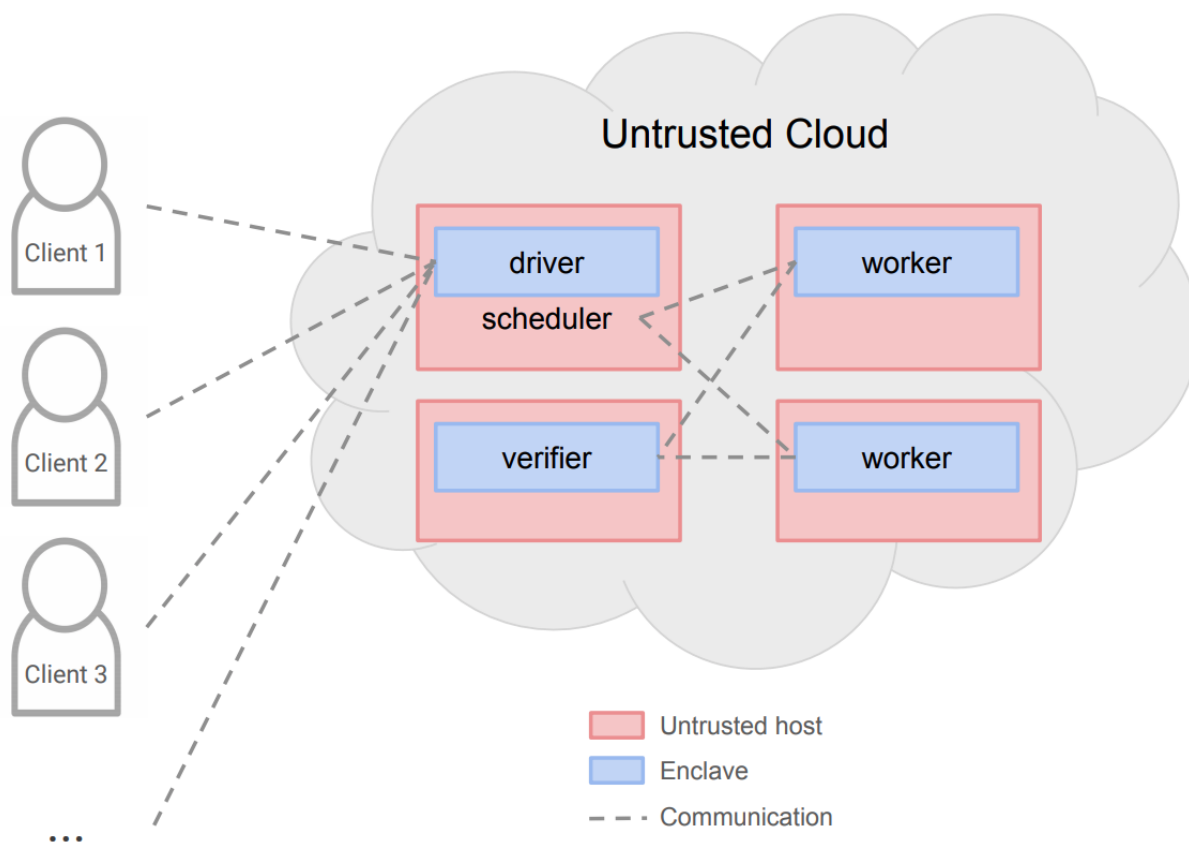 Untrusted Cloud
Client 1
driver
worker
scheduler
Client 2
verifier
worker
Client 3
Untrusted host
Enclave
Communication
...